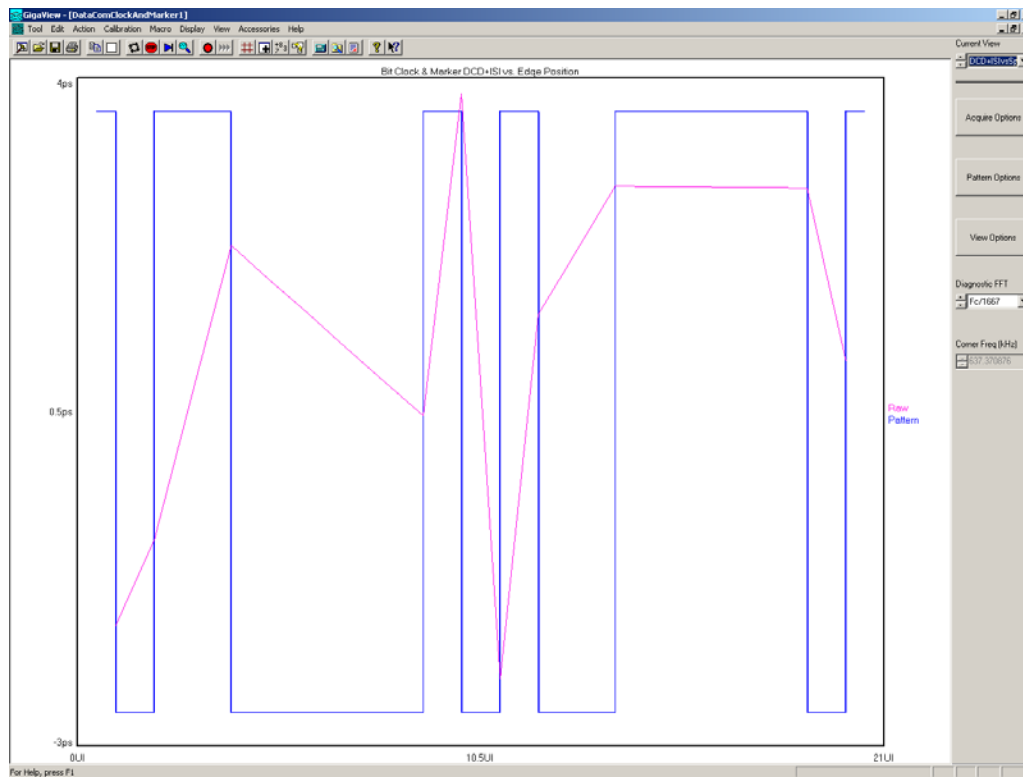 GigaView - [DataComClockAndMarker1]
Tool Edit Action Calibration Macro Display View Accessories Help
Current View
DCD+ISIvsSp
Bit Clock & Marker DCD+ISI vs. Edge Position
4ps
Acquire Options
Pattern Options
View Options
Diagnostic FFT
Fc/1667
Corner Freq (kHz)
637.370876
0.5ps
Raw
Pattern
-3ps
0UI
10.5UI
21UI
For Help, press F1